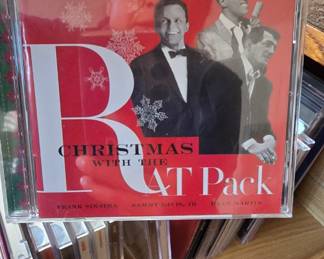 CHRISTMAS
WITH THE
RAT Pack
FRANK SINATRA SAMMY DAVIS, JR DEAN MARTIN